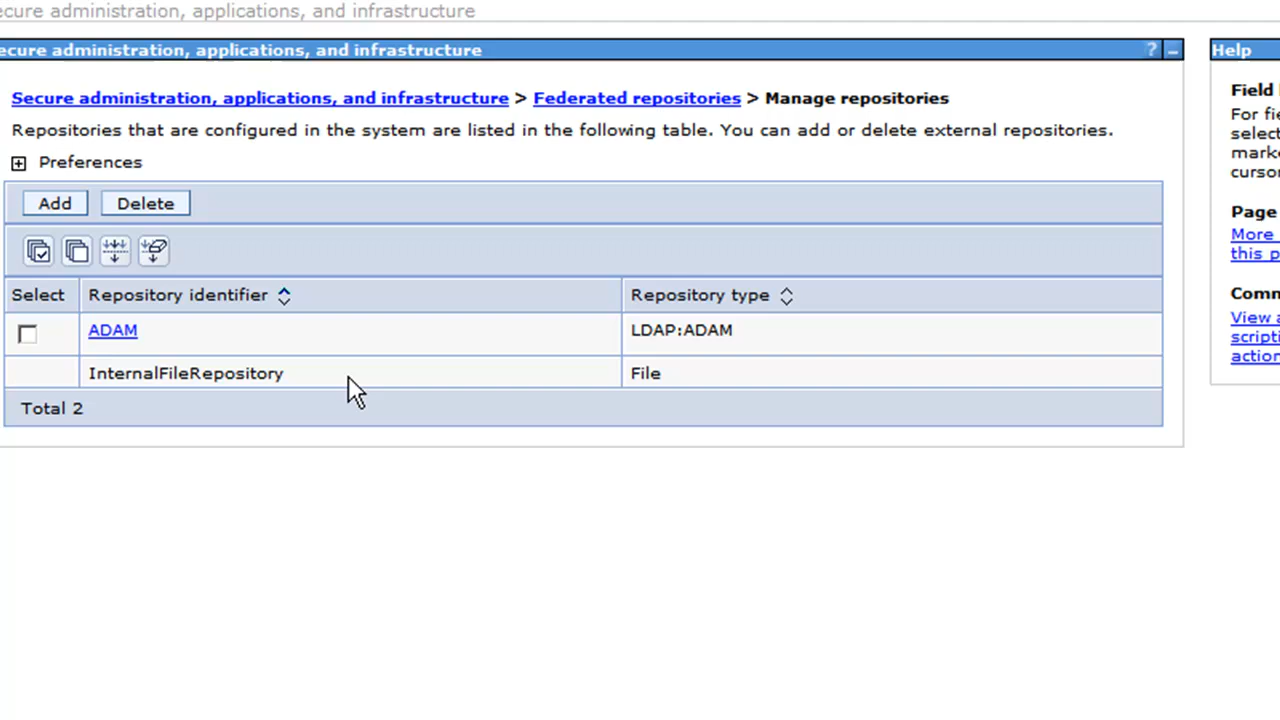 ecure administration, applications, and infrastructure
ecure administration, applications, and infrastructure ? Help
Secure administration, applications, and infrastructure > Federated repositories > Manage repositories
Repositories that are configured in the system are listed in the following table. You can add or delete external repositories.
Preferences
Add Delete
Select Repository identifier Repository type
ADAM LDAP:ADAM
InternalFileRepository File
Total 2
Field
For fie
select
marke
cursor
Page
More
this p
Comm
View a
scripti
action